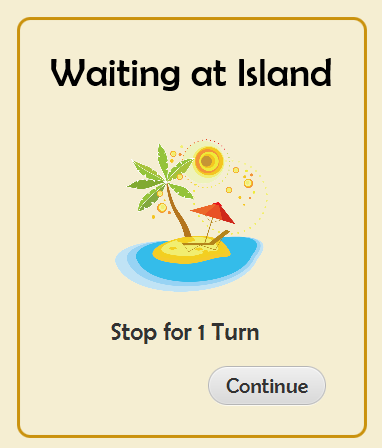 Waiting at Island
Stop for 1 Turn
Continue